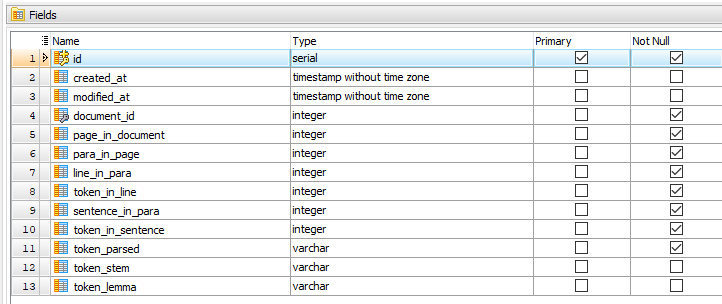 Fields
Name Type Primary Not Null
1 id serial
2 created_at timestamp without time zone
3 modified_at timestamp without time zone
4 document_id integer
5 page_in_document integer
6 para_in_page integer
7 line_in_para integer
8 token_in_line integer
9 sentence_in_para integer
10 token_in_sentence integer
11 token_parsed varchar
12 token_stem varchar
13 token_lemma varchar